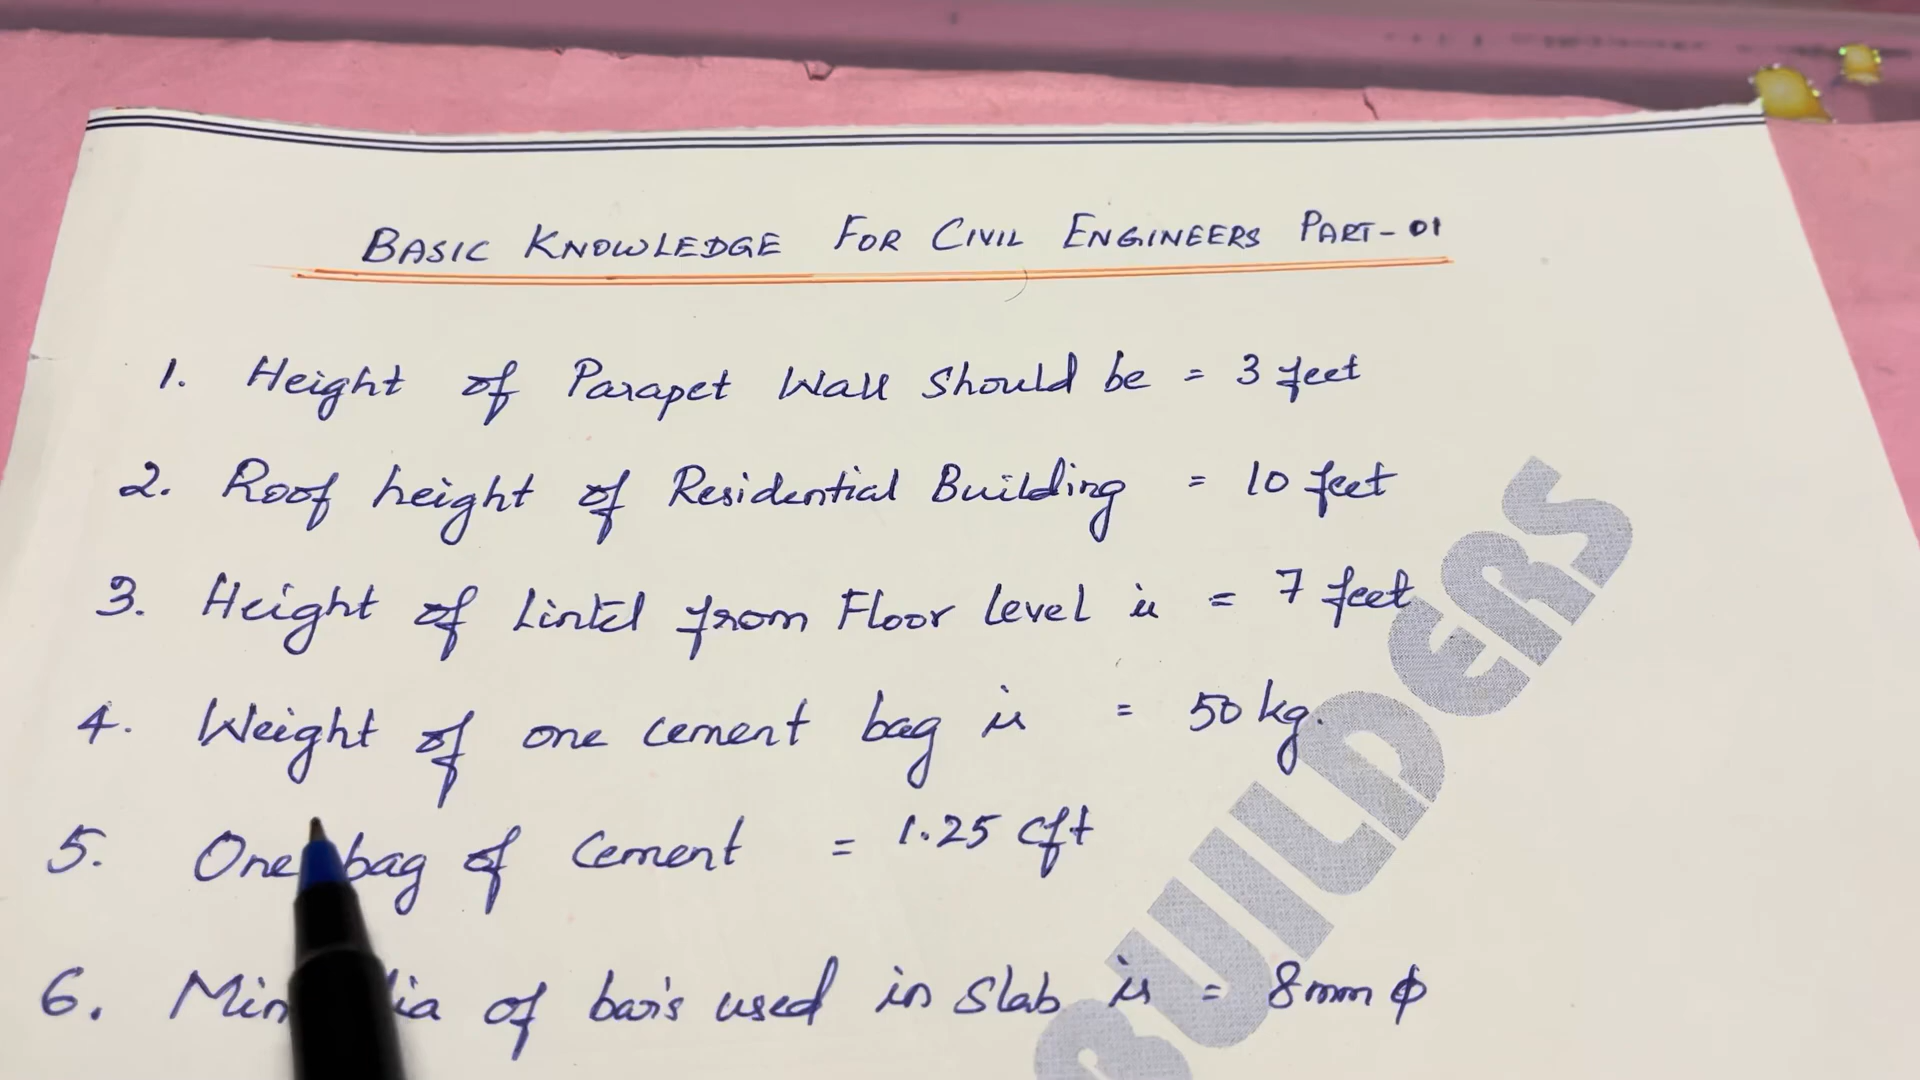 BASIC KNOWLEDGE FOR CIVIL ENGINEERS PART-01
1. Height of Parapet Wall Should be = 3 feet
2. Roof height of Residential Building = 10 feet
3. Height of Lintel from Floor level is = 7 feet
4. Weight of one cement bag is = 50 kg.
5. One bag of Cement = 1.25 cft
6. Min dia of bar's used in Slab is = 8mm ϕ
BUILDERS